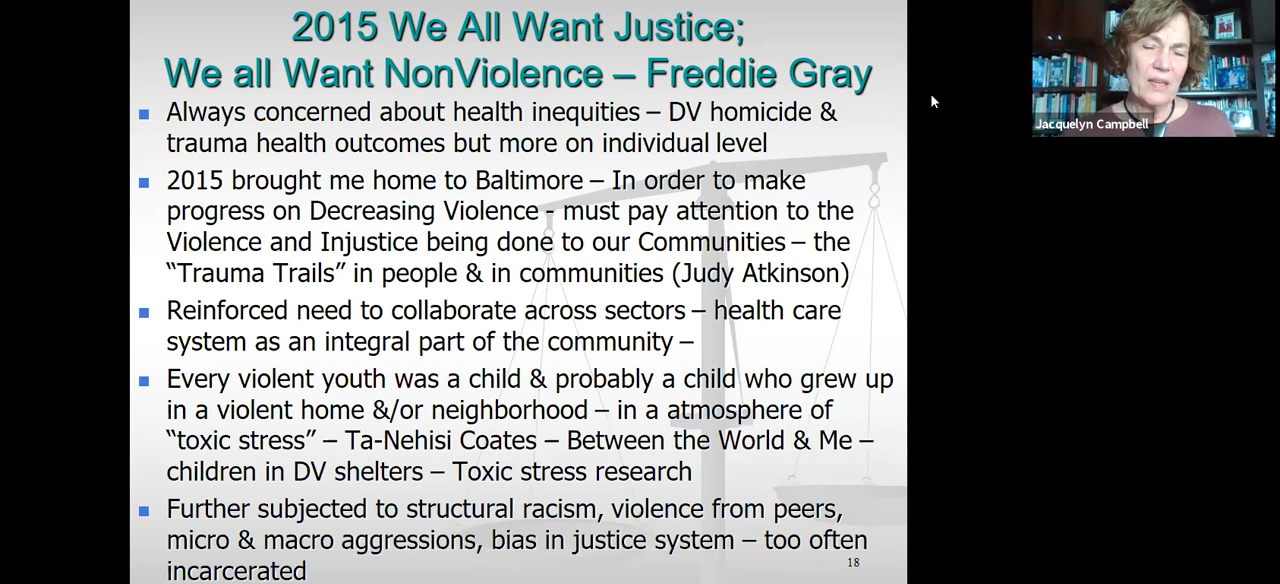 2015 We All Want Justice;
We all Want NonViolence – Freddie Gray
Always concerned about health inequities – DV homicide &
trauma health outcomes but more on individual level
2015 brought me home to Baltimore – In order to make
progress on Decreasing Violence - must pay attention to the
Violence and Injustice being done to our Communities – the
“Trauma Trails” in people & in communities (Judy Atkinson)
Reinforced need to collaborate across sectors – health care
system as an integral part of the community –
Every violent youth was a child & probably a child who grew up
in a violent home &/or neighborhood – in a atmosphere of
“toxic stress” – Ta-Nehisi Coates – Between the World & Me –
children in DV shelters – Toxic stress research
Further subjected to structural racism, violence from peers,
micro & macro aggressions, bias in justice system – too often
incarcerated
18
Jacquelyn Campbell